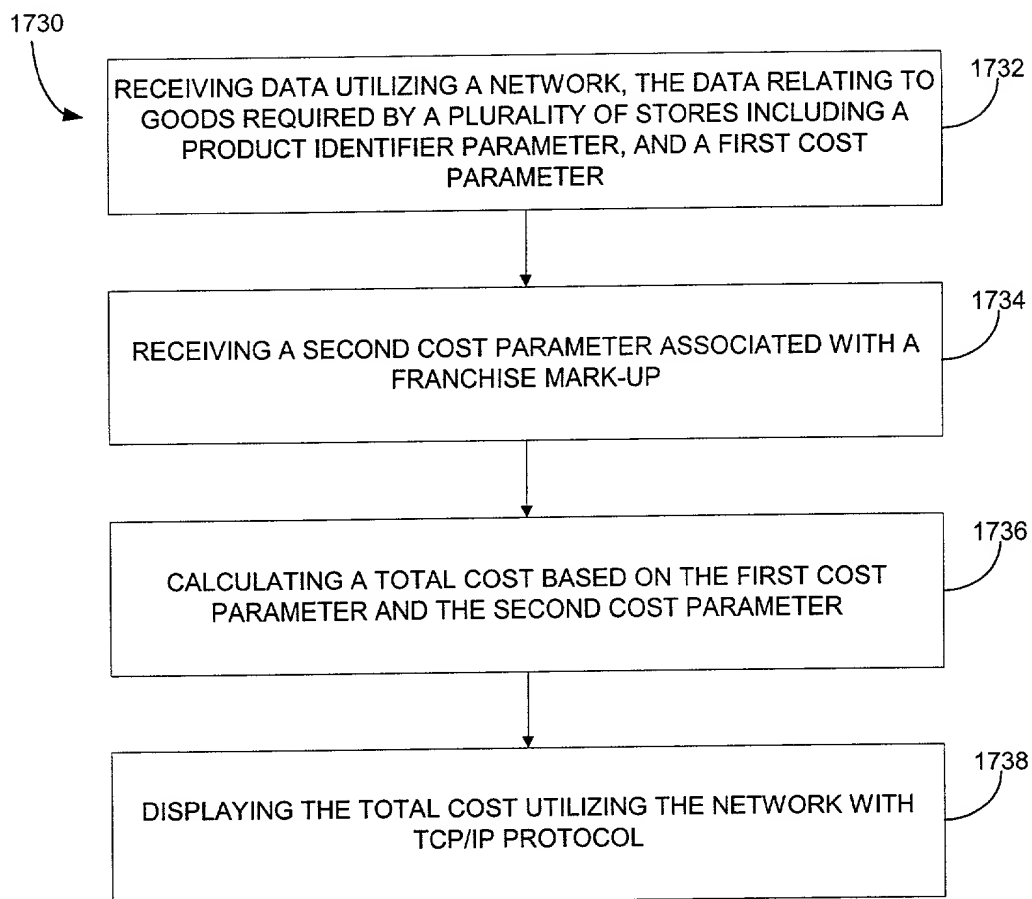 1730
RECEIVING DATA UTILIZING A NETWORK, THE DATA RELATING TO
GOODS REQUIRED BY A PLURALITY OF STORES INCLUDING A
PRODUCT IDENTIFIER PARAMETER, AND A FIRST COST
PARAMETER
1732
RECEIVING A SECOND COST PARAMETER ASSOCIATED WITH A
FRANCHISE MARK-UP
1734
CALCULATING A TOTAL COST BASED ON THE FIRST COST
PARAMETER AND THE SECOND COST PARAMETER
1736
DISPLAYING THE TOTAL COST UTILIZING THE NETWORK WITH
TCP/IP PROTOCOL
1738